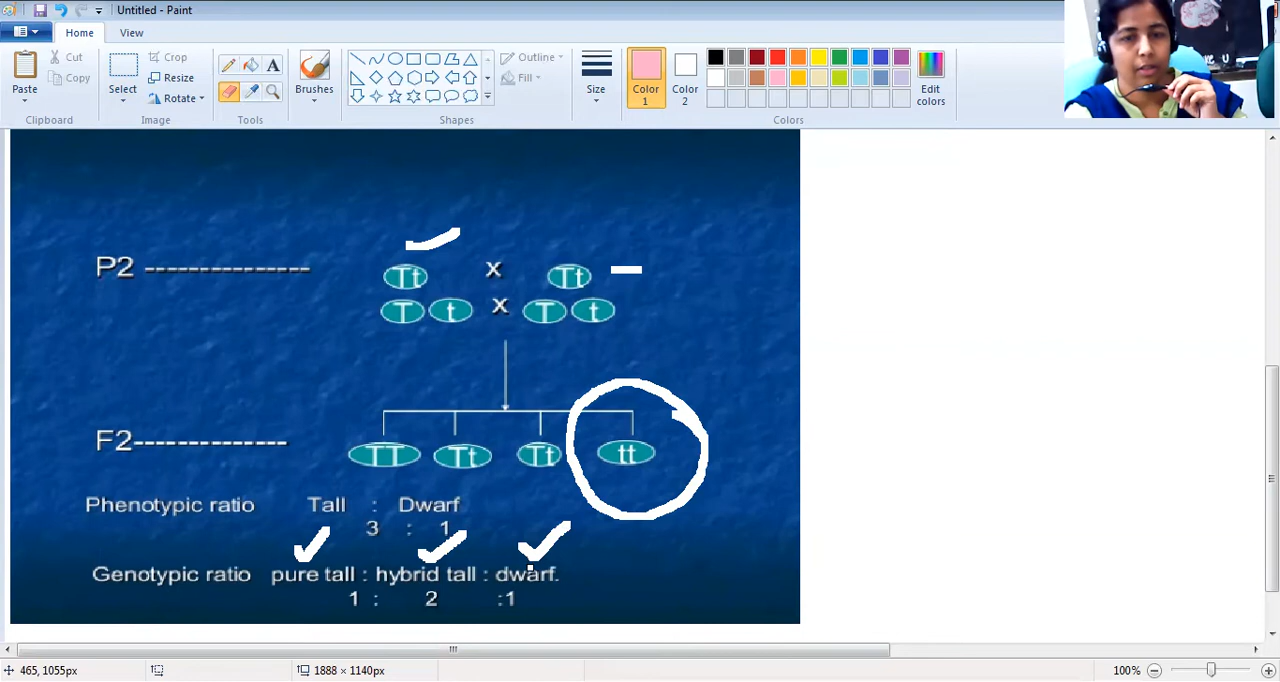 Untitled - Paint
Home View
Paste
Cut
Copy
Clipboard
Select
Crop
Resize
Rotate
Image
A
Tools
Brushes
Shapes
Outline
Fill
Size
Color 1
Color 2
Edit colors
Colors
P2 --------------- Tt x Tt
T t x T t
F2-------------- TT Tt Tt tt
Phenotypic ratio Tall : Dwarf
3 : 1
Genotypic ratio pure tall : hybrid tall : dwarf.
1 : 2 :1
465, 1055px
1888 × 1140px
100%